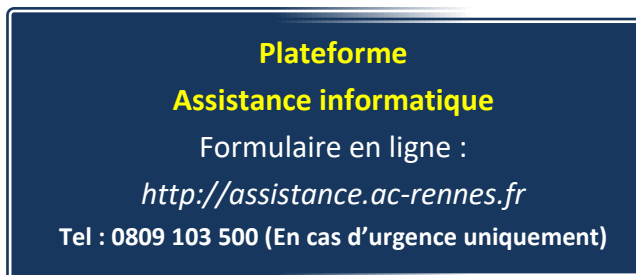 Plateforme
Assistance informatique
Formulaire en ligne :
http://assistance.ac-rennes.fr
Tel : 0809 103 500 (En cas d’urgence uniquement)